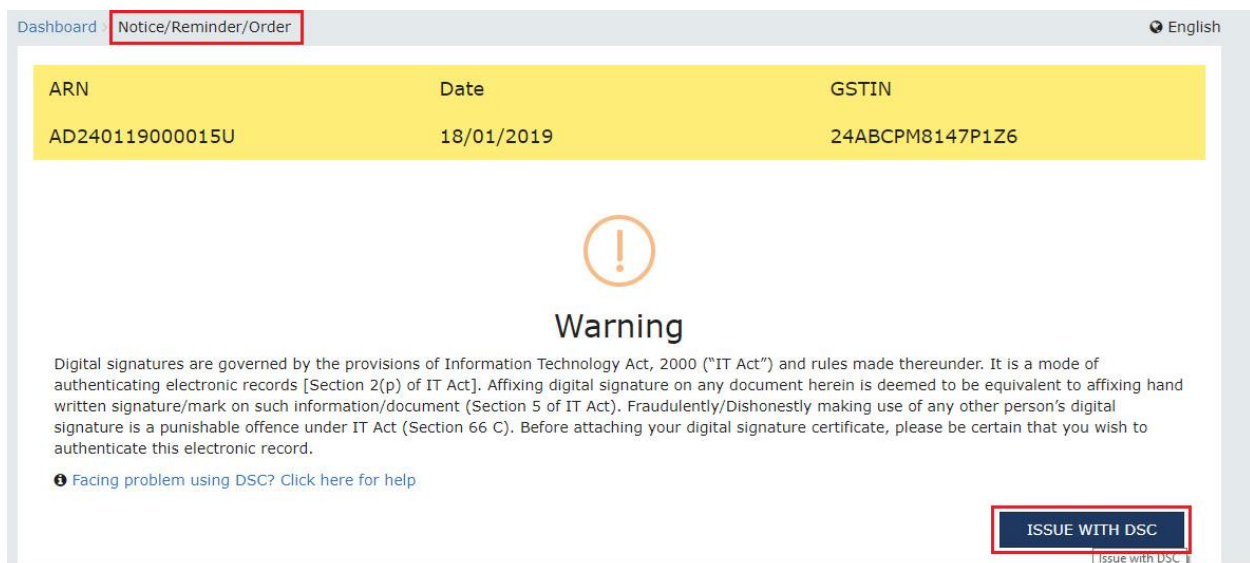 Dashboard › Notice/Reminder/Order English
ARN Date GSTIN
AD240119000015U 18/01/2019 24ABCPM8147P1Z6
Warning
Digital signatures are governed by the provisions of Information Technology Act, 2000 (“IT Act”) and rules made thereunder. It is a mode of
authenticating electronic records [Section 2(p) of IT Act]. Affixing digital signature on any document herein is deemed to be equivalent to affixing hand
written signature/mark on such information/document (Section 5 of IT Act). Fraudulently/Dishonestly making use of any other person’s digital
signature is a punishable offence under IT Act (Section 66 C). Before attaching your digital signature certificate, please be certain that you wish to
authenticate this electronic record.
Facing problem using DSC? Click here for help
ISSUE WITH DSC
Issue with DSC